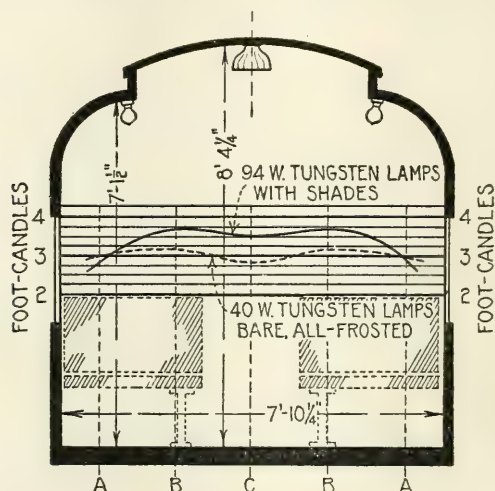 7'-1½"
8' 4¼"
94 W. TUNGSTEN LAMPS
WITH SHADES
FOOT-CANDLES
4
3
2
4
3
2
FOOT-CANDLES
40 W. TUNGSTEN LAMPS
BARE, ALL-FROSTED
7'-10¼"
A B C B A